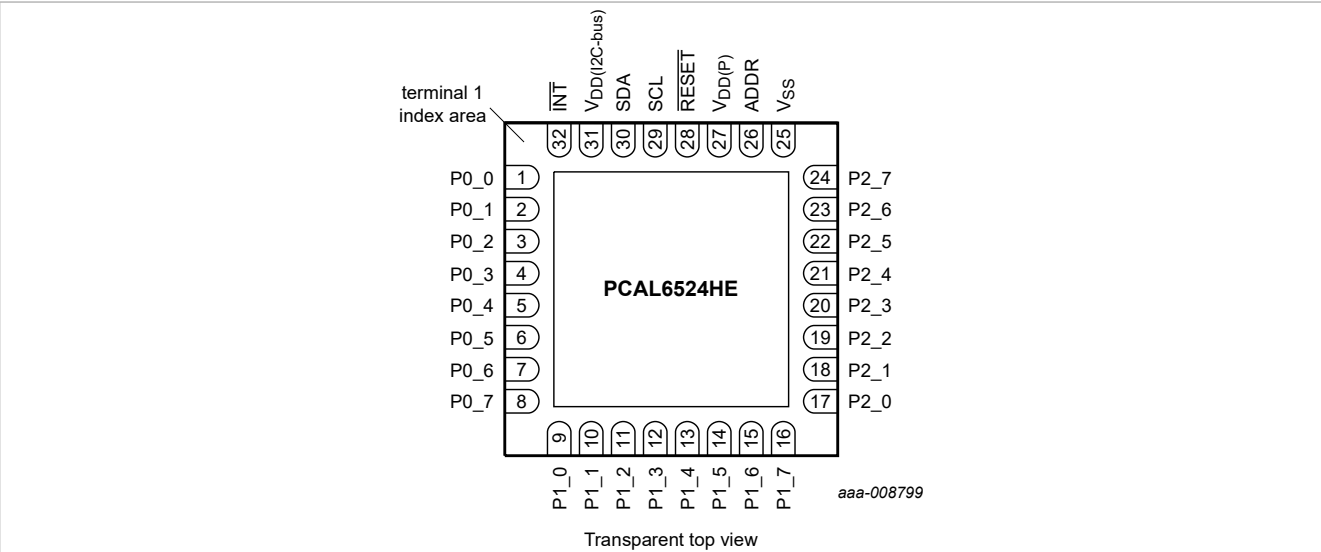 terminal 1
index area
INT
VDD(I2C-bus)
SDA
SCL
RESET
VDD(P)
ADDR
VSS
32
31
30
29
28
27
26
25
P0_0 1
24 P2_7
P0_1 2
23 P2_6
P0_2 3
22 P2_5
P0_3 4
21 P2_4
PCAL6524HE
P0_4 5
20 P2_3
P0_5 6
19 P2_2
P0_6 7
18 P2_1
P0_7 8
17 P2_0
9
10
11
12
13
14
15
16
P1_0
P1_1
P1_2
P1_3
P1_4
P1_5
P1_6
P1_7
aaa-008799
Transparent top view